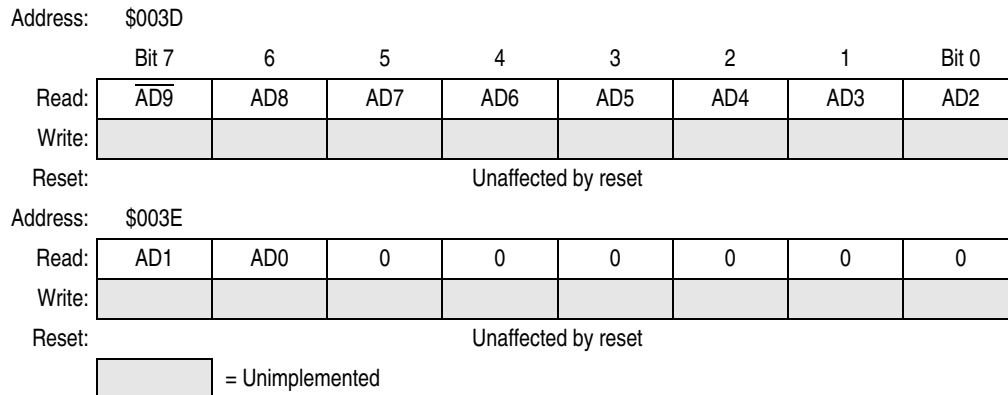 Address: $003D
Bit 7 6 5 4 3 2 1 Bit 0
Read: A̅D̅9̅ AD8 AD7 AD6 AD5 AD4 AD3 AD2
Write:
Reset: Unaffected by reset
Address: $003E
Read: AD1 AD0 0 0 0 0 0 0
Write:
Reset: Unaffected by reset
= Unimplemented